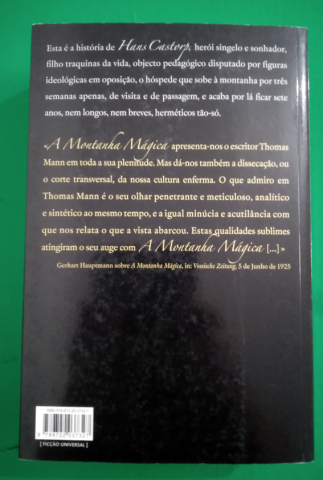 Esta é a história de Hans Castorp, herói singelo e sonhador,
filho traquinas da vida, objecto pedagógico disputado por figuras
ideológicas em oposição, o hóspede que sobe à montanha por três
semanas apenas, de visita e de passagem, e acaba por lá ficar sete
anos, nem longos, nem breves, herméticos tão-só.
«A Montanha Mágica apresenta-nos o escritor Thomas
Mann em toda a sua plenitude. Mas dá-nos também a dissecação, ou
o corte transversal, da nossa cultura enferma. O que admiro em
Thomas Mann é o seu olhar penetrante e meticuloso, analítico
e sintético ao mesmo tempo, e a igual minúcia e acutilância com
que nos relata o que a vista abarcou. Estas qualidades sublimes
atingiram o seu auge com A Montanha Mágica [...]»
Gerhart Hauptmann sobre A Montanha Mágica, in: Vossische Zeitung, 5 de Junho de 1925
[FICÇÃO UNIVERSAL]